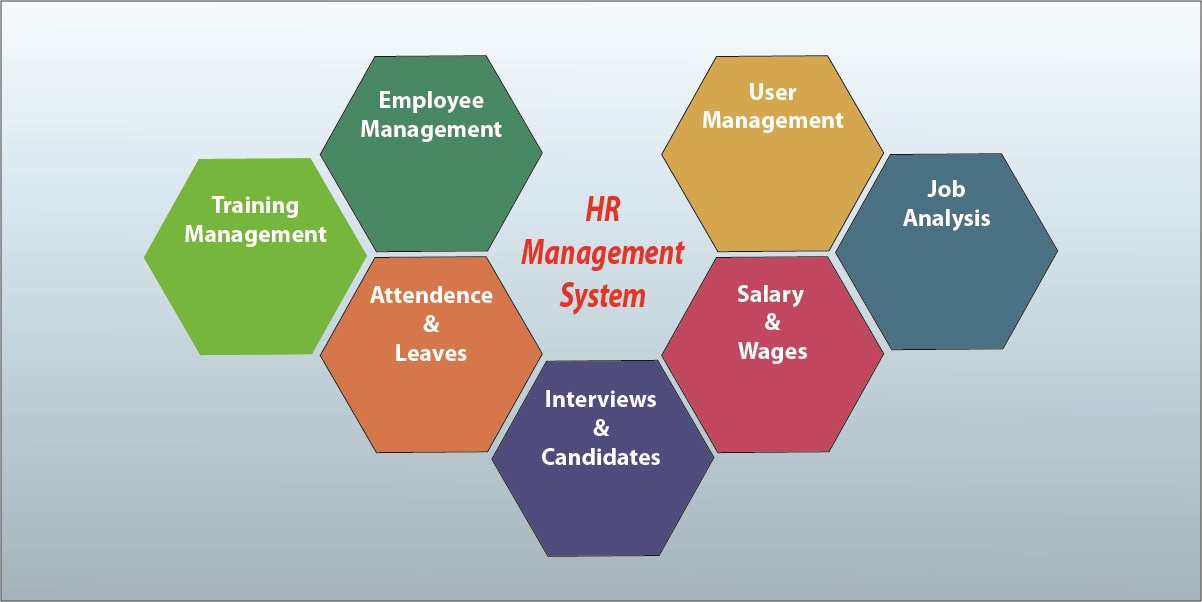 Employee
Management
User
Management
Training
Management
Job
Analysis
HR
Management
System
Attendence
&
Leaves
Salary
&
Wages
Interviews
&
Candidates